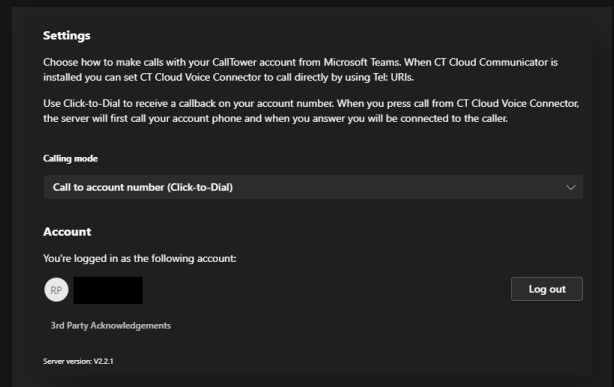 Settings
Choose how to make calls with your CallTower account from Microsoft Teams. When CT Cloud Communicator is
installed you can set CT Cloud Voice Connector to call directly by using Tel: URIs.
Use Click-to-Dial to receive a callback on your account number. When you press call from CT Cloud Voice Connector,
the server will first call your account phone and when you answer you will be connected to the caller.
Calling mode
Call to account number (Click-to-Dial)
Account
You're logged in as the following account:
RP
Log out
3rd Party Acknowledgements
Server version: V2.2.1